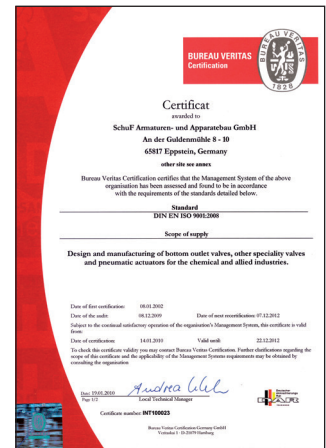 BUREAU VERITAS
Certification
BUREAU VERITAS
1828
Certificat
awarded to
SchuF Armaturen- und Apparatebau GmbH
An der Guldenmühle 8 - 10
65817 Eppstein, Germany
other site see annex
Bureau Veritas Certification certifies that the Management System of the above
organisation has been assessed and found to be in accordance
with the requirements of the standards detailed below.
Standard
DIN EN ISO 9001:2008
Scope of supply
Design and manufacturing of bottom outlet valves, other speciality valves
and pneumatic actuators for the chemical and allied industries.
Date of first certification: 08.01.2002
Date of the audit: 08.12.2009 Date of next recertification: 07.12.2012
Subject to the continual satisfactory operation of the organisation's Management System, this certificate is valid
from:
Date of certification: 14.01.2010 Valid until: 22.12.2012
To check this certificate validity you may contact Bureau Veritas Certification. Further clarifications regarding the
scope of this certificate and the applicability of the Management Systems requirements may be obtained by
consulting the organisation
Date: 19.01.2010
Page 1/2 Local Technical Manager
Certificate number: INT100023
Bureau Veritas Certification Germany GmbH